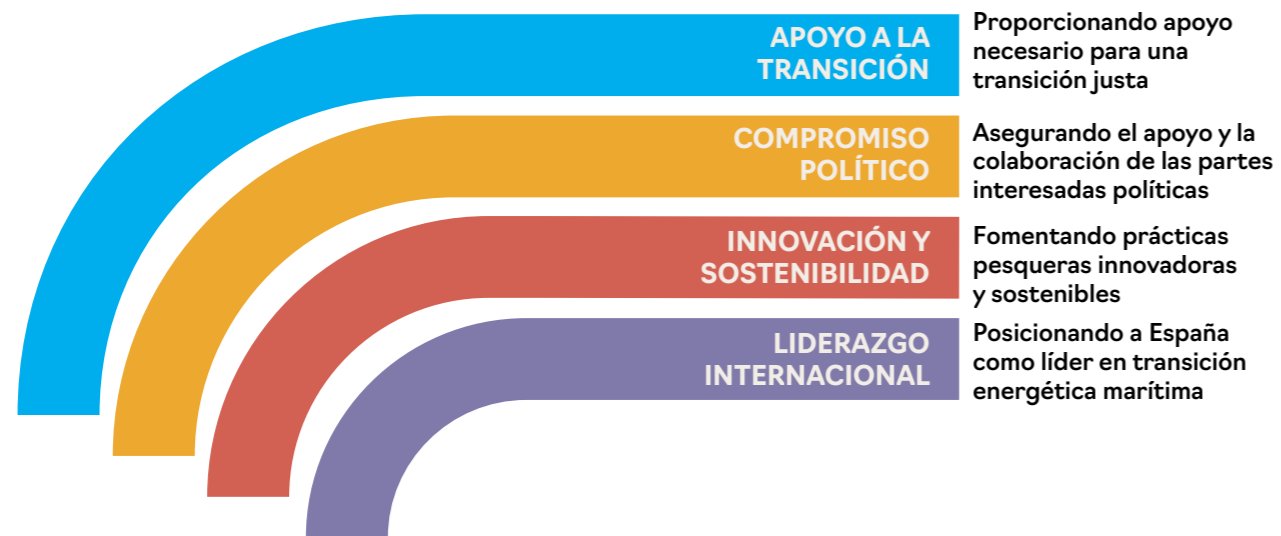 APOYO A LA
TRANSICIÓN
Proporcionando apoyo
necesario para una
transición justa
COMPROMISO
POLÍTICO
Asegurando el apoyo y la
colaboración de las partes
interesadas políticas
INNOVACIÓN Y
SOSTENIBILIDAD
Fomentando prácticas
pesqueras innovadoras
y sostenibles
LIDERAZGO
INTERNACIONAL
Posicionando a España
como líder en transición
energética marítima